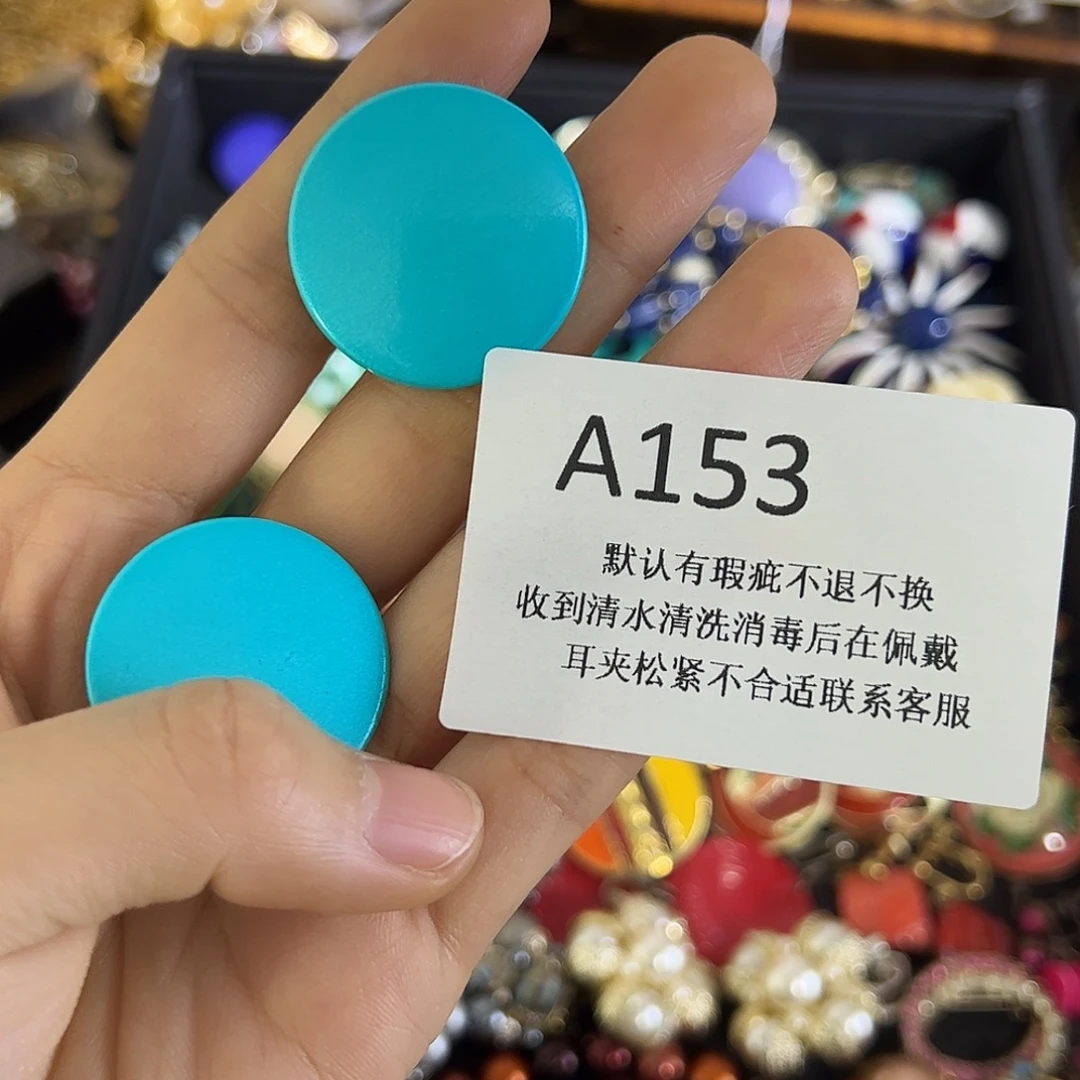 A153
默认有瑕疵不退不换
收到清水清洗消毒后在佩戴
耳夹松紧不合适联系客服